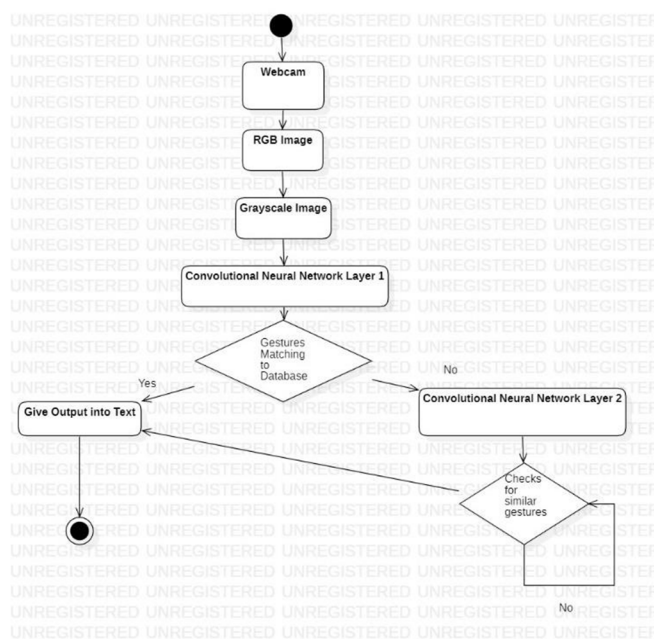 Webcam
RGB Image
Grayscale Image
Convolutional Neural Network Layer 1
Gestures
Matching
to
Database
Yes
No
Give Output into Text
Convolutional Neural Network Layer 2
Checks
for
similar
gestures
No
UNREGISTERED